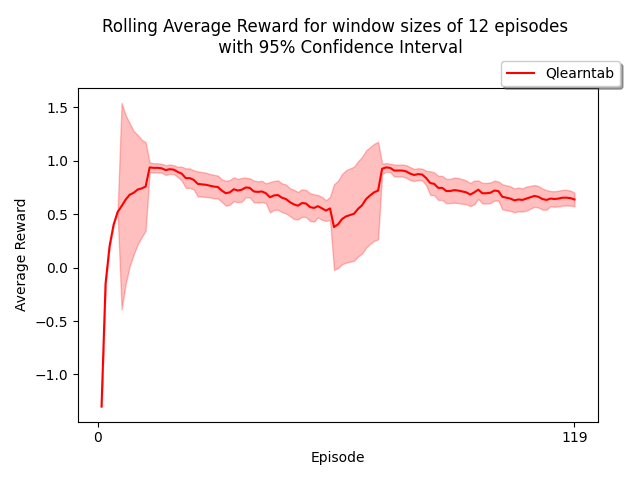 Rolling Average Reward for window sizes of 12 episodes
with 95% Confidence Interval
Qlearntab
1.5
1.0
0.5
0.0
−0.5
−1.0
Average Reward
0
119
Episode